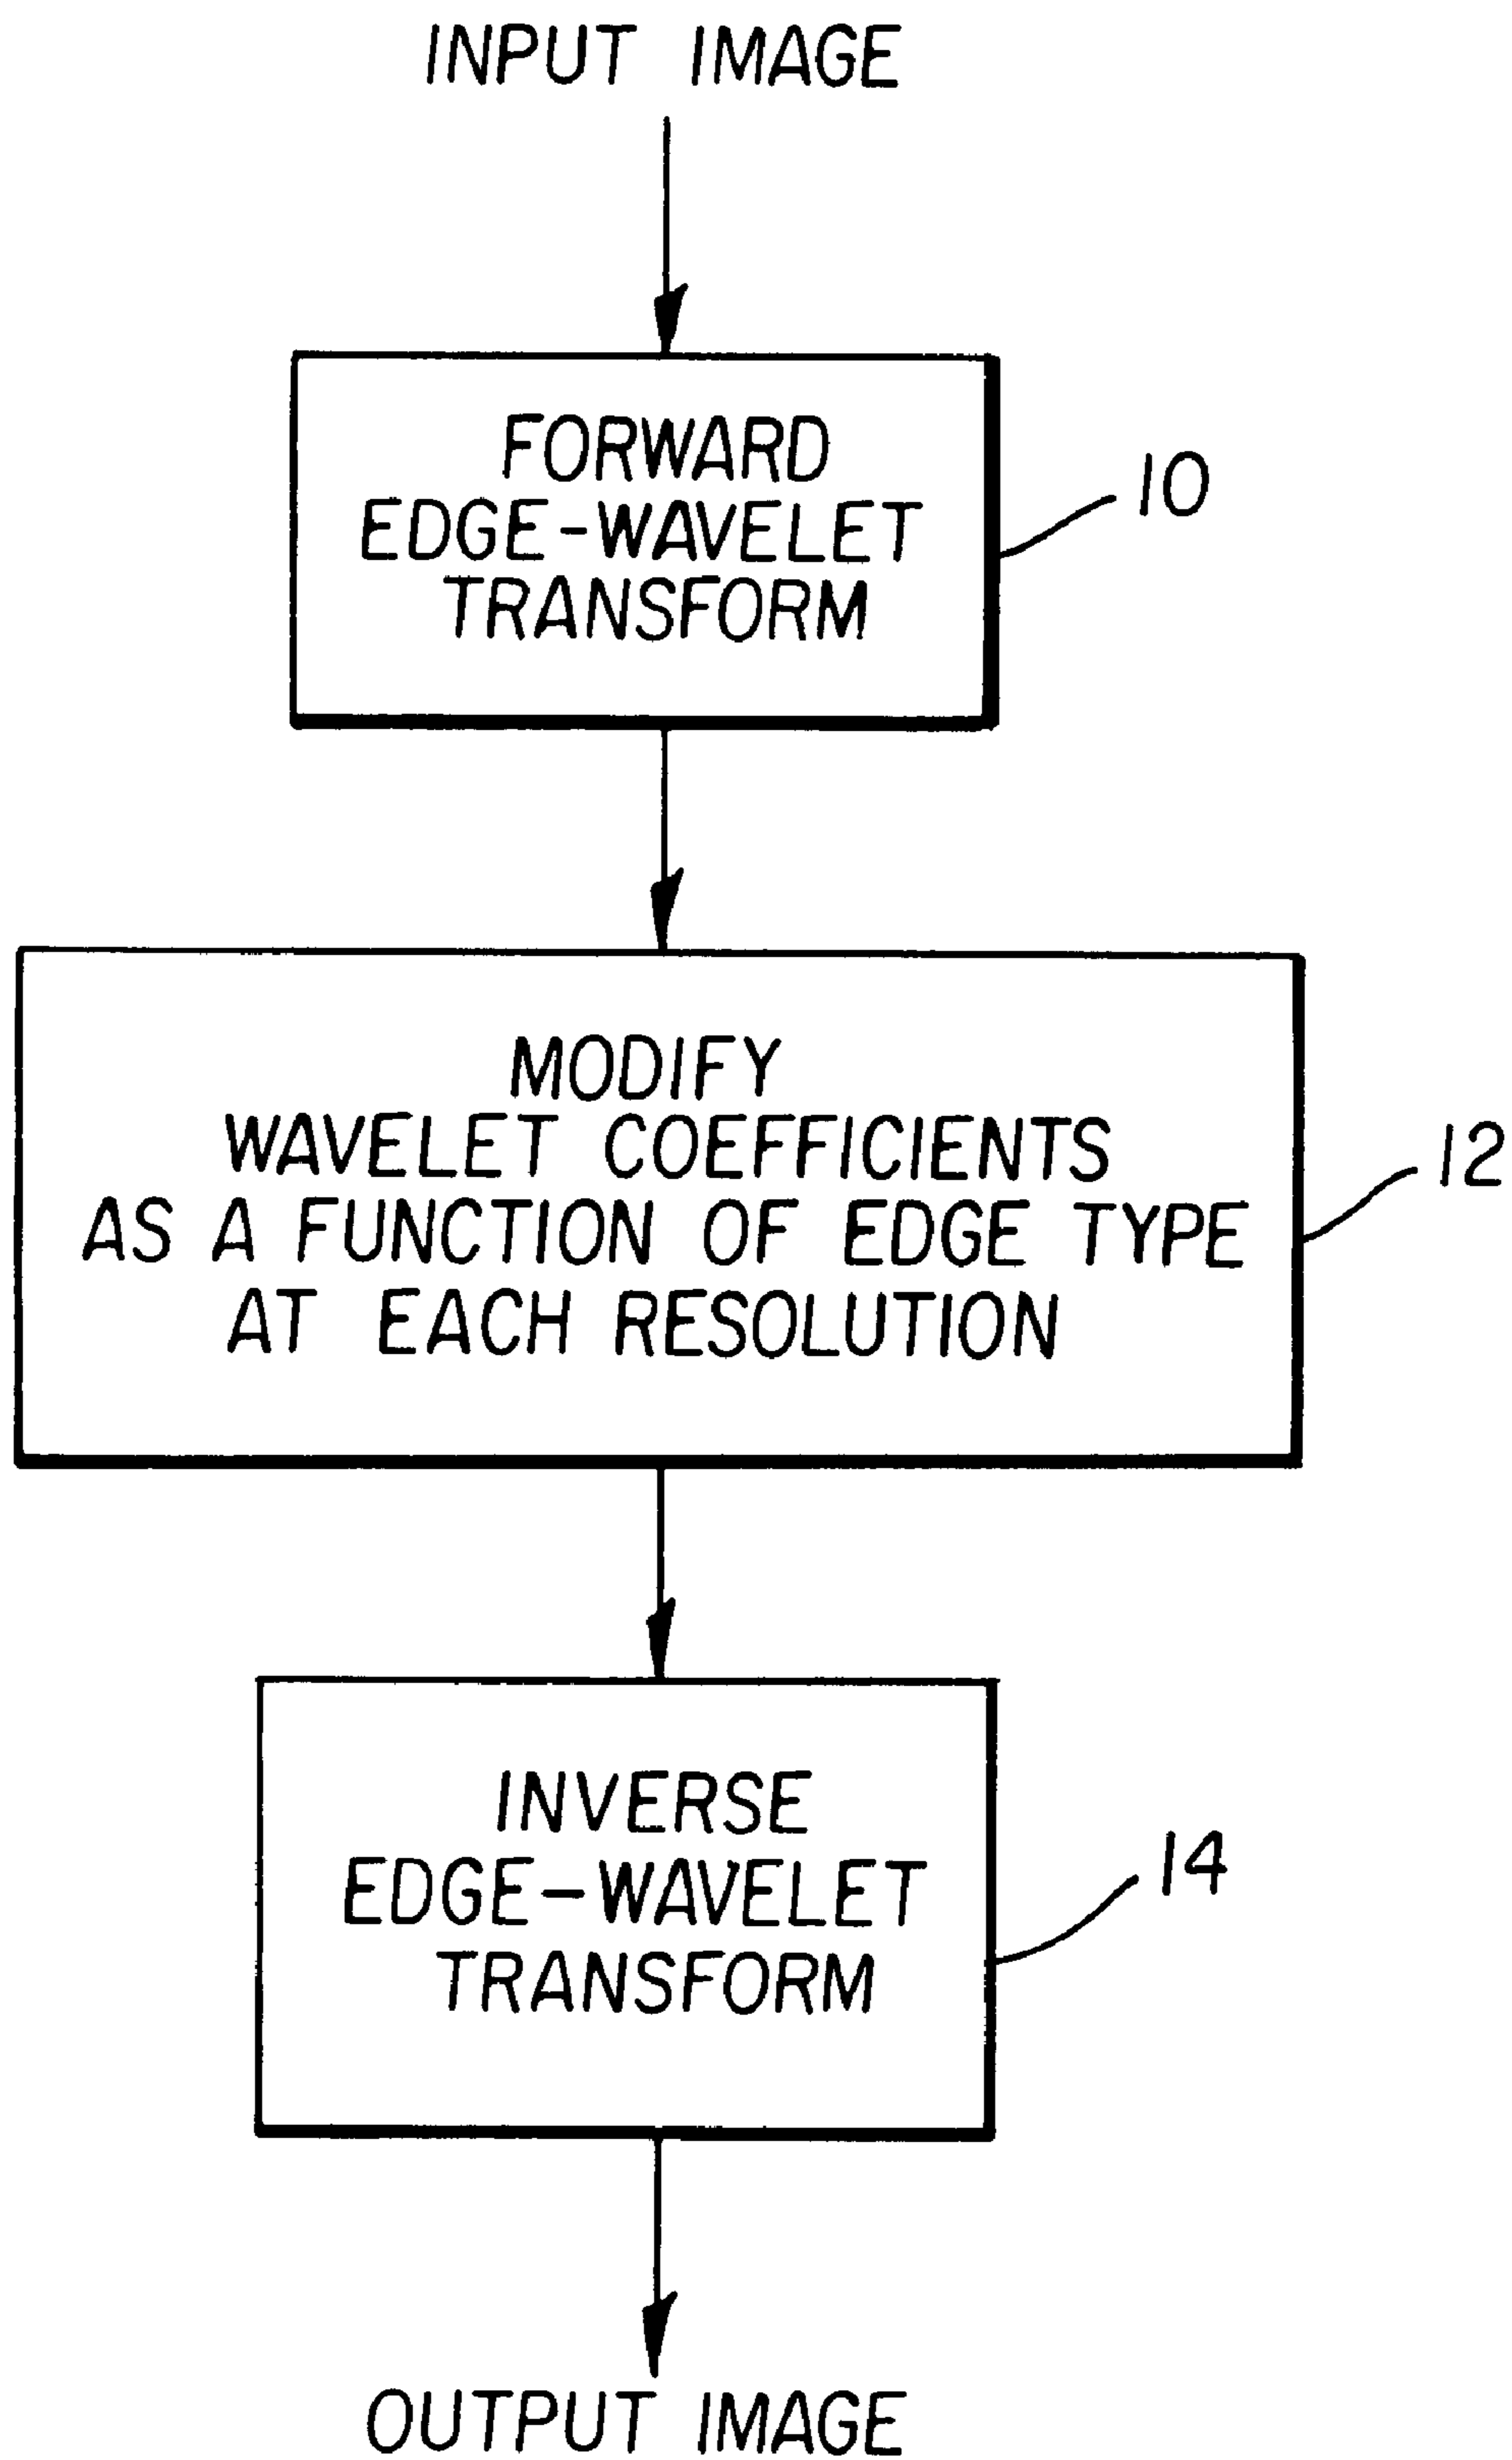 INPUT IMAGE
FORWARD
EDGE-WAVELET
TRANSFORM
10
MODIFY
WAVELET COEFFICIENTS
AS A FUNCTION OF EDGE TYPE
AT EACH RESOLUTION
12
INVERSE
EDGE-WAVELET
TRANSFORM
14
OUTPUT IMAGE